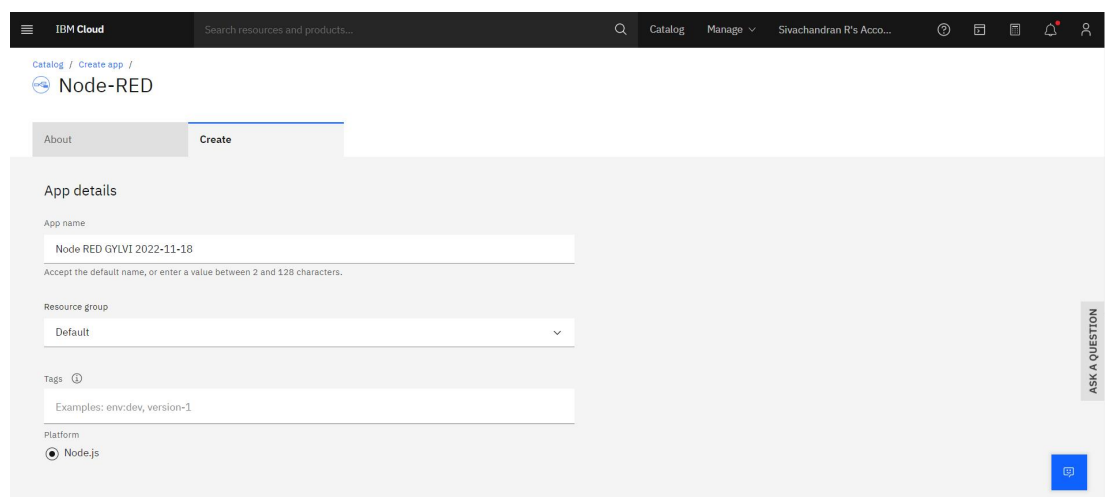 IBM Cloud Search resources and products... Catalog Manage Sivachandran R's Acco...
Catalog / Create app /
Node-RED
About Create
App details
App name
Node RED GYLVI 2022-11-18
Accept the default name, or enter a value between 2 and 128 characters.
Resource group
Default
Tags
Examples: env:dev, version-1
Platform
Node.js
ASK A QUESTION